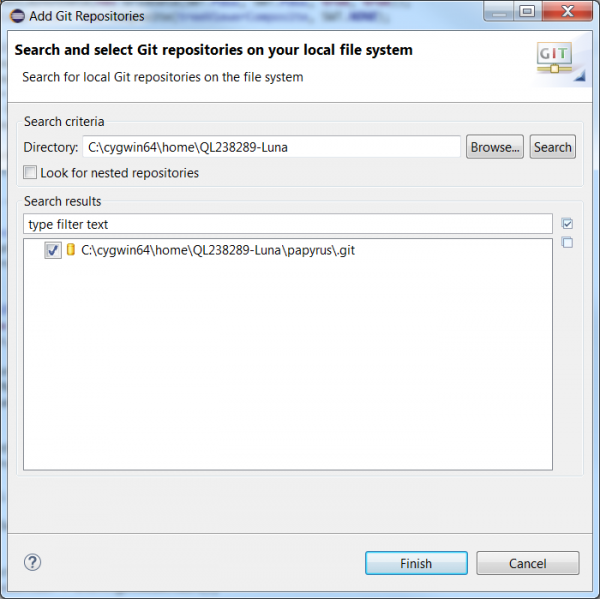 Add Git Repositories
Search and select Git repositories on your local file system
Search for local Git repositories on the file system
GIT
Search criteria
Directory: C:\cygwin64\home\QL238289-Luna Browse... Search
Look for nested repositories
Search results
type filter text
C:\cygwin64\home\QL238289-Luna\papyrus\.git
? Finish Cancel